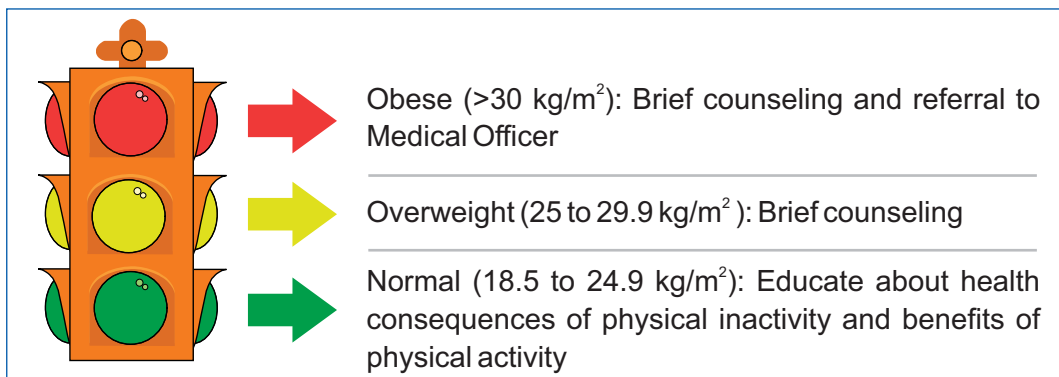 Obese (>30 kg/m²): Brief counseling and referral to
Medical Officer
Overweight (25 to 29.9 kg/m² ): Brief counseling
Normal (18.5 to 24.9 kg/m²): Educate about health
consequences of physical inactivity and benefits of
physical activity